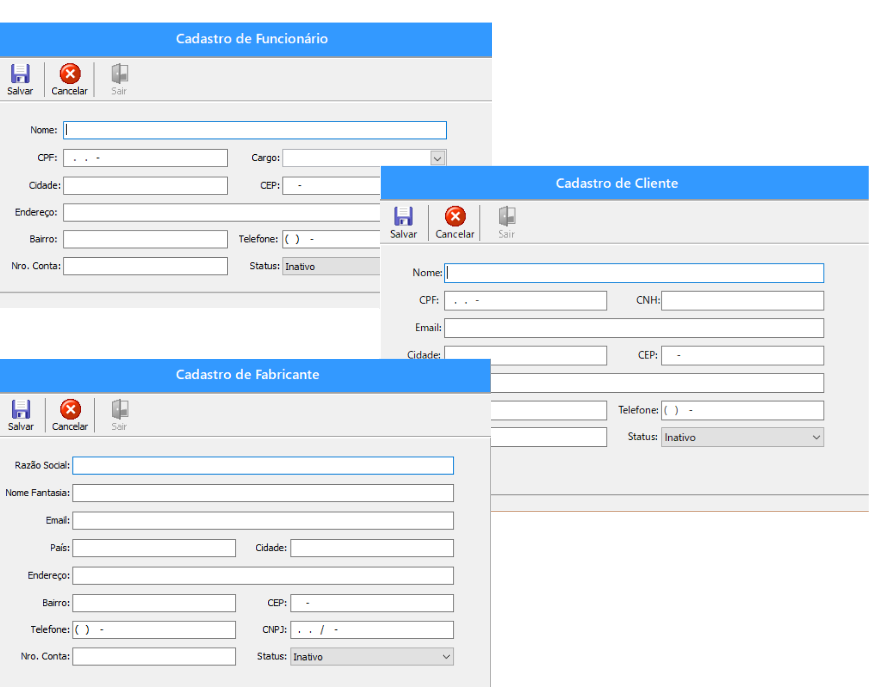 Cadastro de Funcionário
Salvar Cancelar Sair
Nome:
CPF: . . - Cargo:
Cidade: CEP: -
Endereço:
Bairro: Telefone: ( ) -
Nro. Conta: Status: Inativo
Cadastro de Cliente
Salvar Cancelar Sair
Nome:
CPF: . . - CNH:
Email:
Cidade: CEP: -
Telefone: ( ) -
Status: Inativo
Cadastro de Fabricante
Salvar Cancelar Sair
Razão Social:
Nome Fantasia:
Email:
País: Cidade:
Endereço:
Bairro: CEP: -
Telefone: ( ) - CNPJ: . . / -
Nro. Conta: Status: Inativo